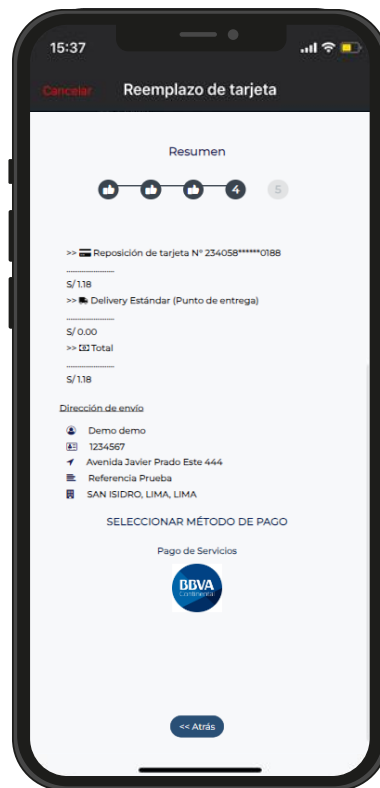 15:37
Cancelar
Reemplazo de tarjeta
Resumen
4
5
>> Reposición de tarjeta N° 234058******0188
S/ 1.18
>> Delivery Estándar (Punto de entrega)
S/ 0.00
>> Total
S/ 1.18
Dirección de envío
Demo demo
1234567
Avenida Javier Prado Este 444
Referencia Prueba
SAN ISIDRO, LIMA, LIMA
SELECCIONAR MÉTODO DE PAGO
Pago de Servicios
BBVA
Continental
<< Atrás